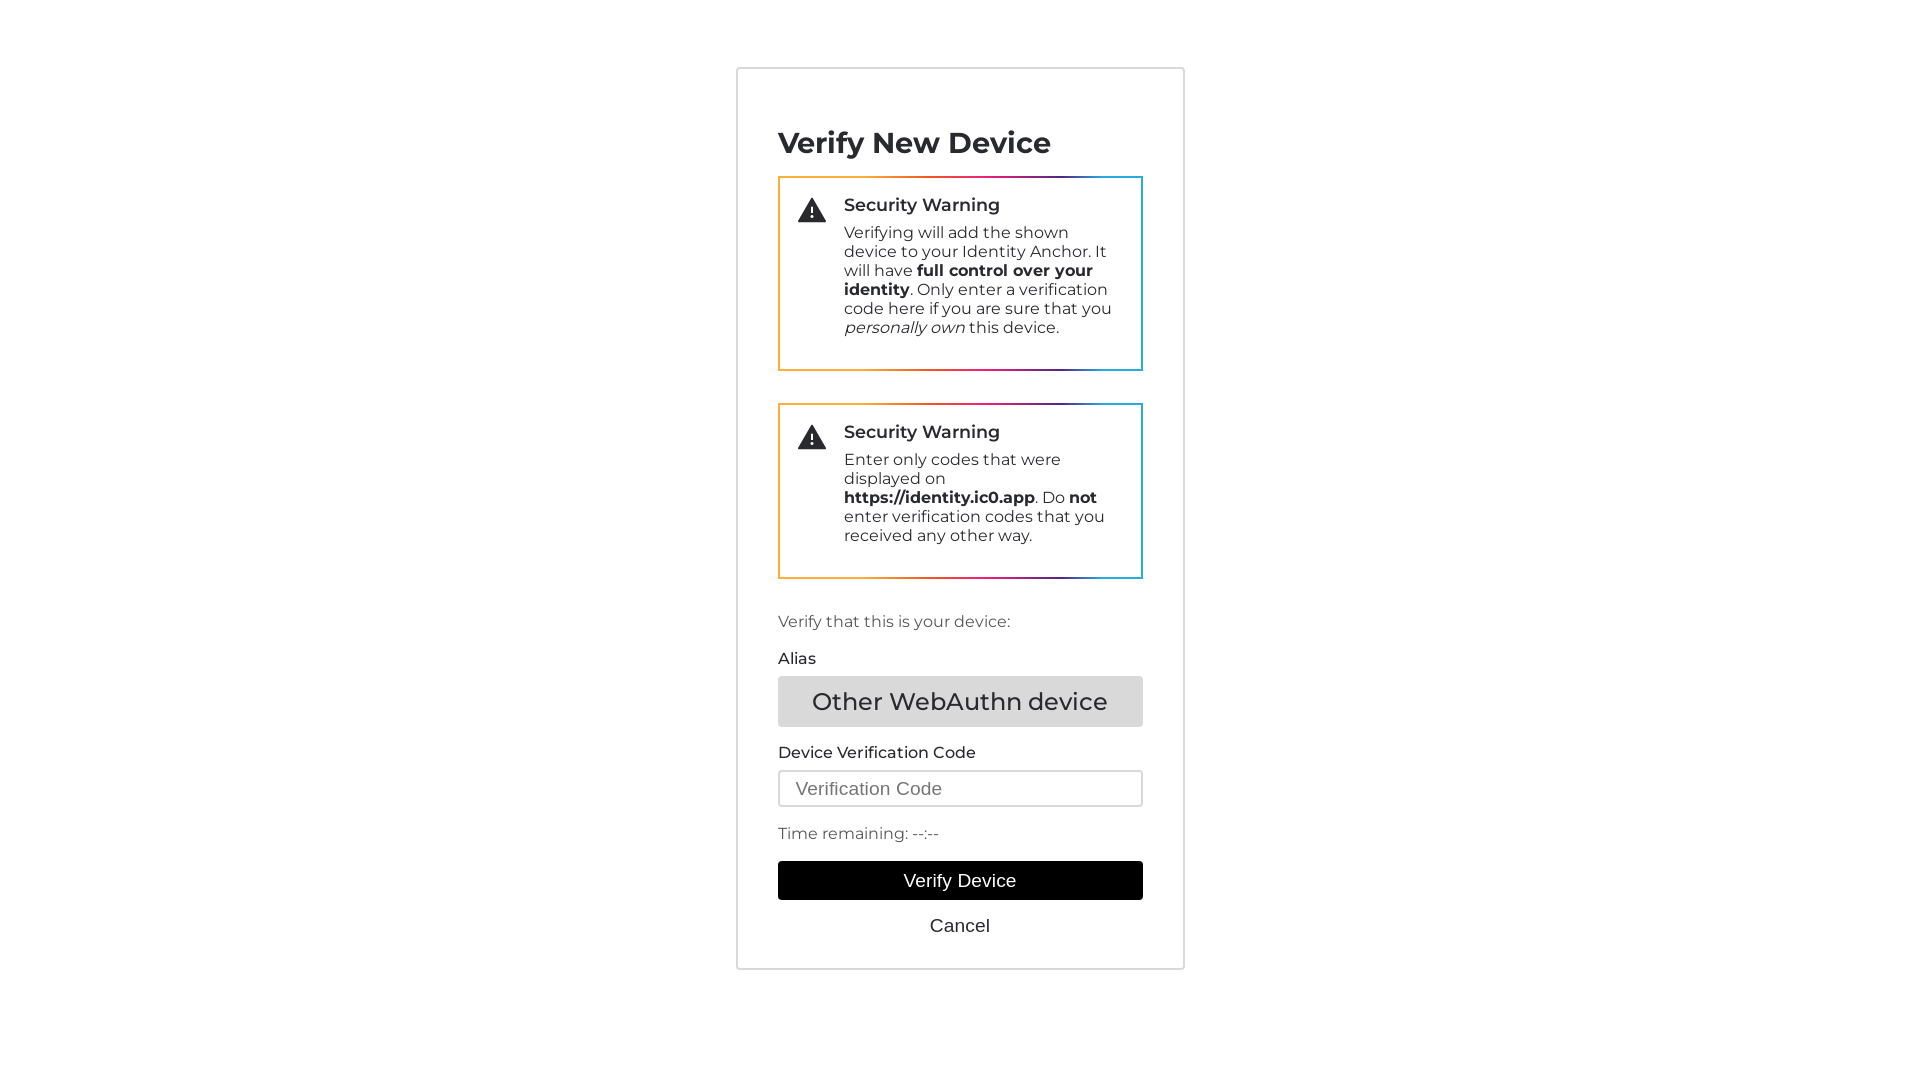 Verify New Device
Security Warning
Verifying will add the shown
device to your Identity Anchor. It
will have full control over your
identity. Only enter a verification
code here if you are sure that you
personally own this device.
Security Warning
Enter only codes that were
displayed on
https://identity.ic0.app. Do not
enter verification codes that you
received any other way.
Verify that this is your device:
Alias
Other WebAuthn device
Device Verification Code
Verification Code
Time remaining: --:--
Verify Device
Cancel